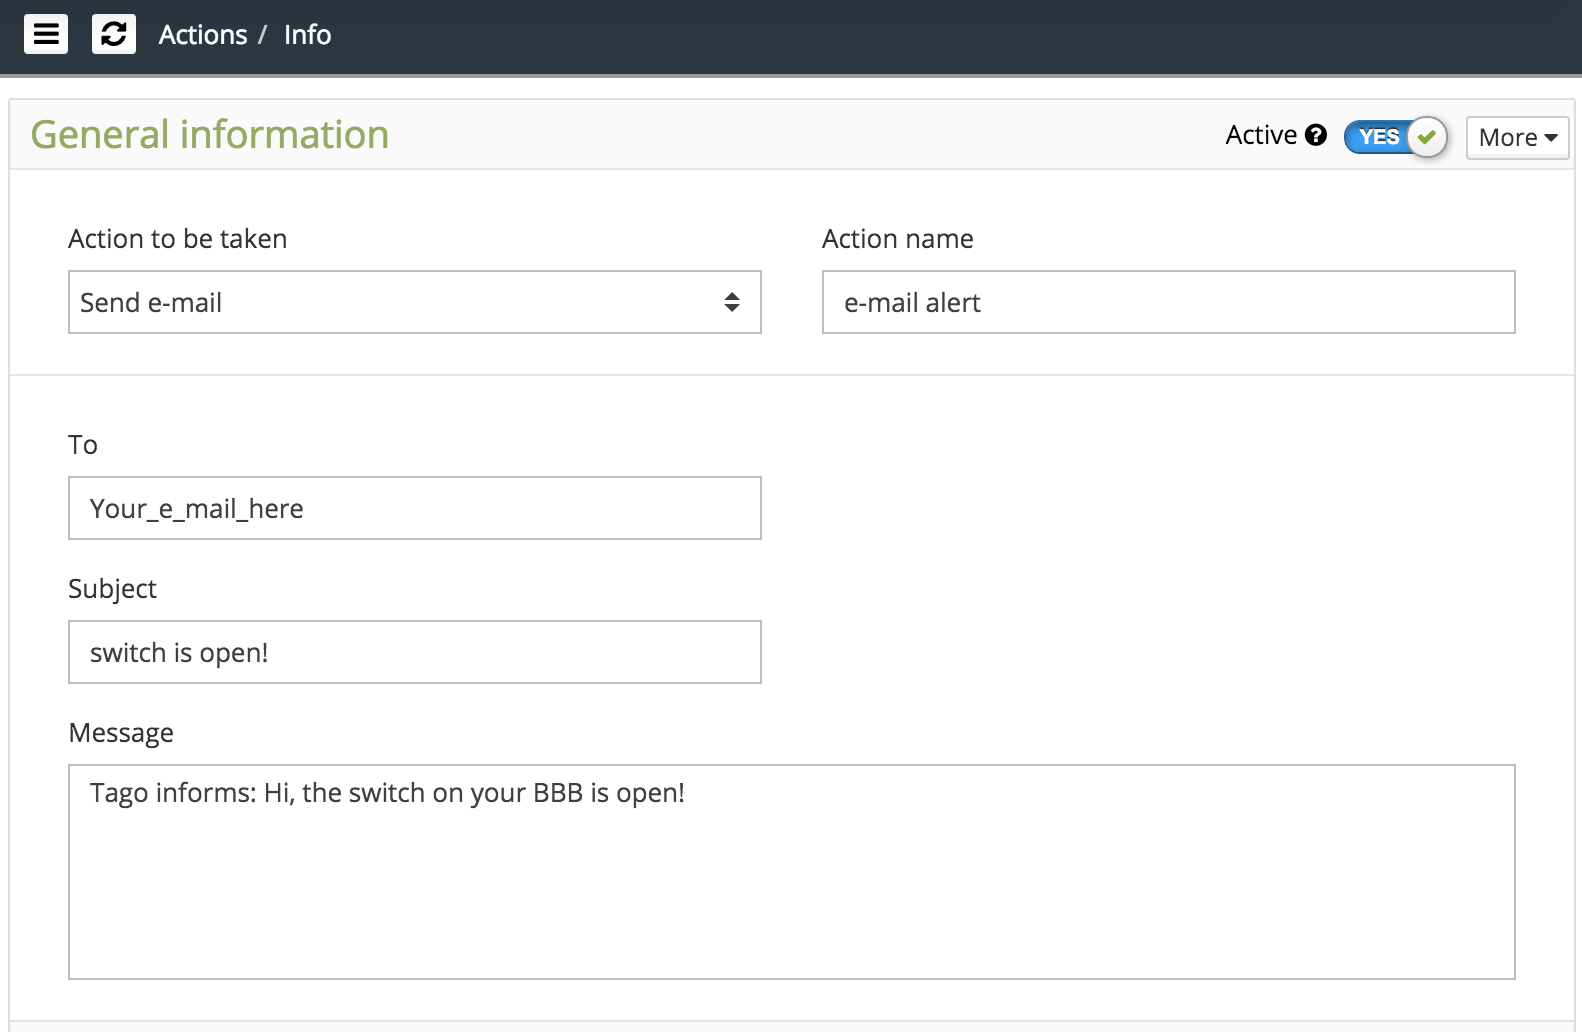 Actions / Info
General information
Active ? YES More
Action to be taken
Action name
Send e-mail
e-mail alert
To
Your_e_mail_here
Subject
switch is open!
Message
Tago informs: Hi, the switch on your BBB is open!